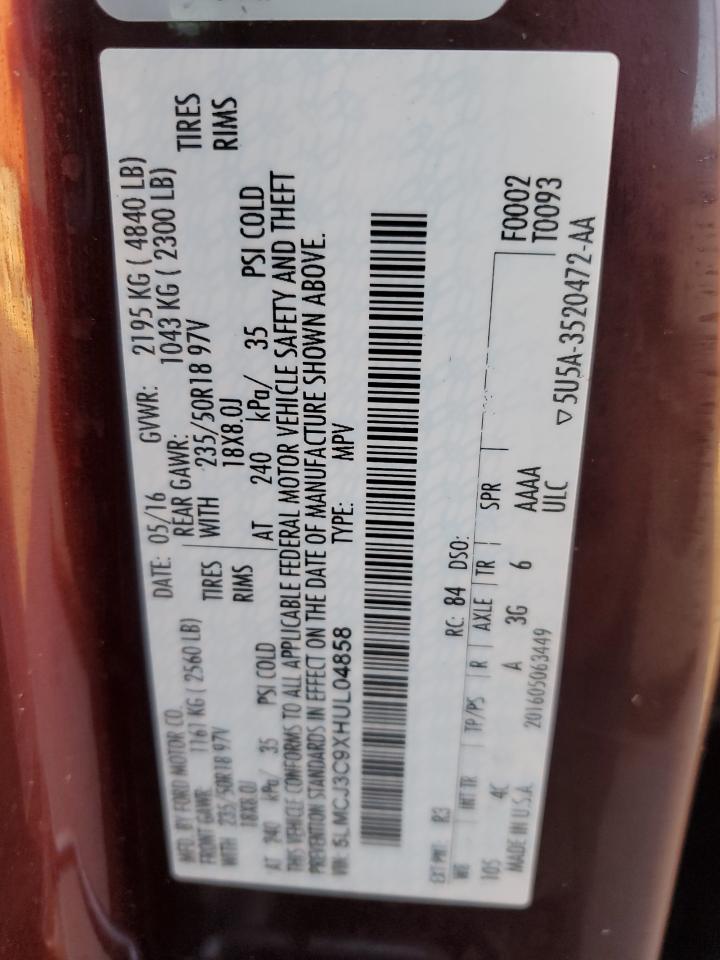 MFD. BY FORD MOTOR CO.
DATE: 05/16 GVWR: 2195 KG ( 4840 LB)
FRONT GAWR: 1161 KG ( 2560 LB)
REAR GAWR: 1043 KG ( 2300 LB)
WITH 235/50R18 97V TIRES
WITH 235/50R18 97V TIRES
18X8.0J RIMS
18X8.0J RIMS
AT 240 kPa/ 35 PSI COLD
AT 240 kPa/ 35 PSI COLD
THIS VEHICLE CONFORMS TO ALL APPLICABLE FEDERAL MOTOR VEHICLE SAFETY AND THEFT
PREVENTION STANDARDS IN EFFECT ON THE DATE OF MANUFACTURE SHOWN ABOVE.
VIN: 5LMCJ3C9XHUL04858
TYPE: MPV
EXT PNT: R3 RC: 84 DSO:
F0002
T0093
WB INT TR TP/PS R AXLE TR SPR
105 4C A 3G 6 AAAA
ULC
MADE IN U.S.A. 201605063449
▽5U5A-3520472-AA